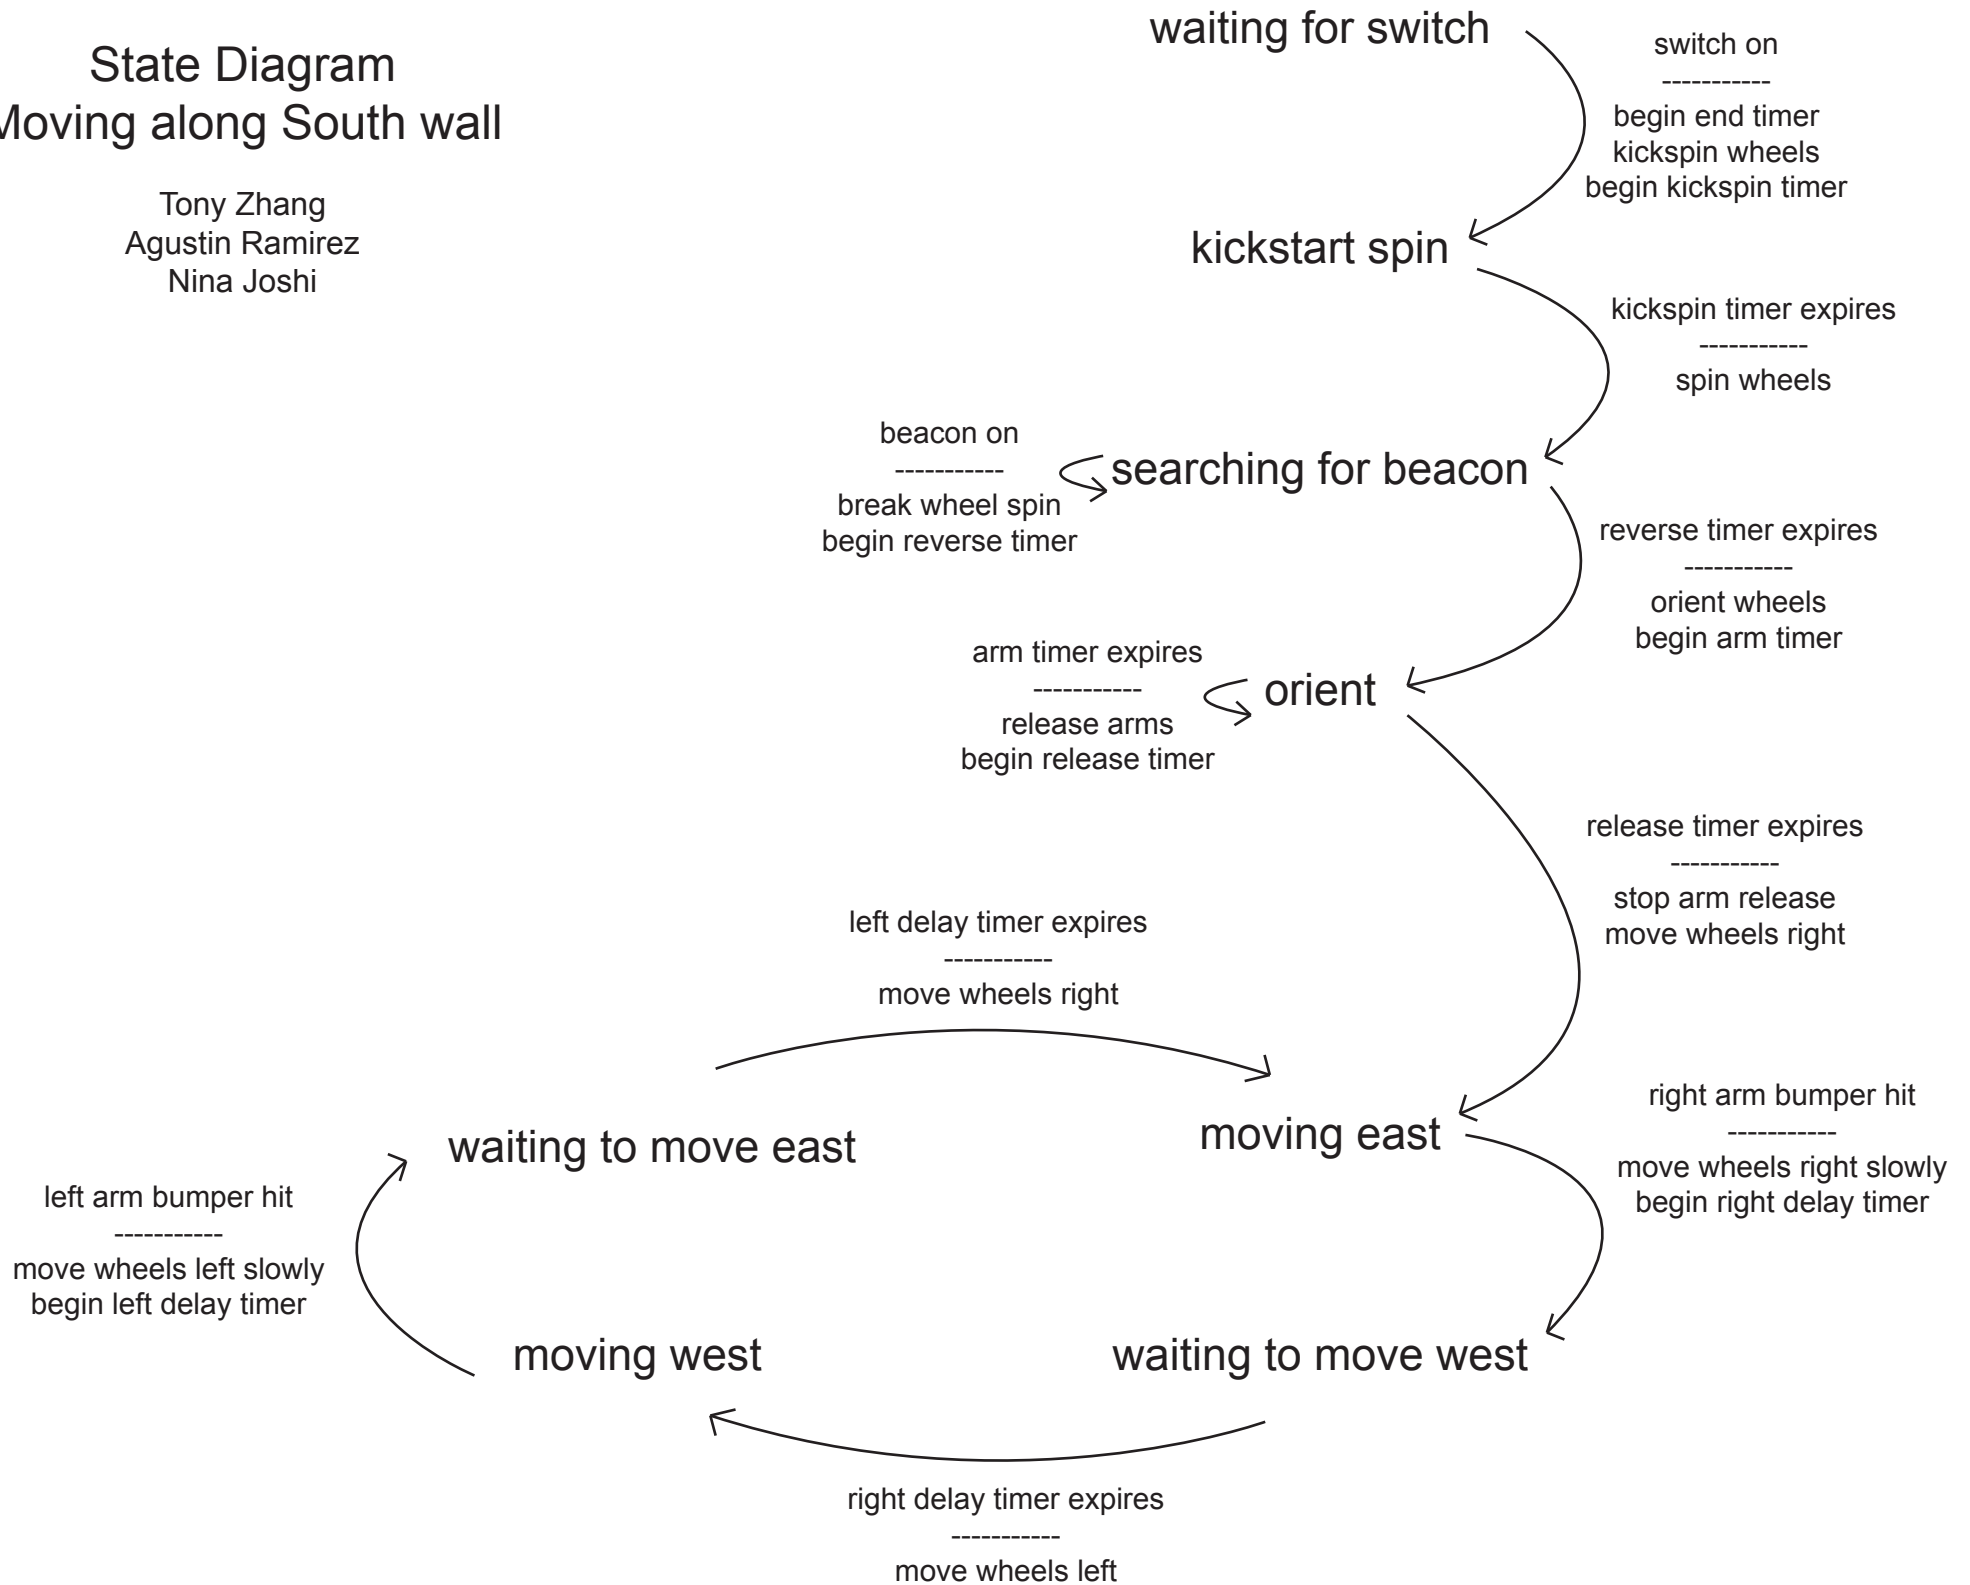 State Diagram
Moving along South wall
Tony Zhang
Agustin Ramirez
Nina Joshi
waiting for switch
switch on
-----------
begin end timer
kickspin wheels
begin kickspin timer
kickstart spin
kickspin timer expires
-----------
spin wheels
beacon on
-----------
break wheel spin
begin reverse timer
searching for beacon
reverse timer expires
-----------
orient wheels
begin arm timer
arm timer expires
-----------
release arms
begin release timer
orient
release timer expires
-----------
stop arm release
move wheels right
left delay timer expires
-----------
move wheels right
waiting to move east
moving east
right arm bumper hit
-----------
move wheels right slowly
begin right delay timer
left arm bumper hit
-----------
move wheels left slowly
begin left delay timer
moving west
waiting to move west
right delay timer expires
-----------
move wheels left